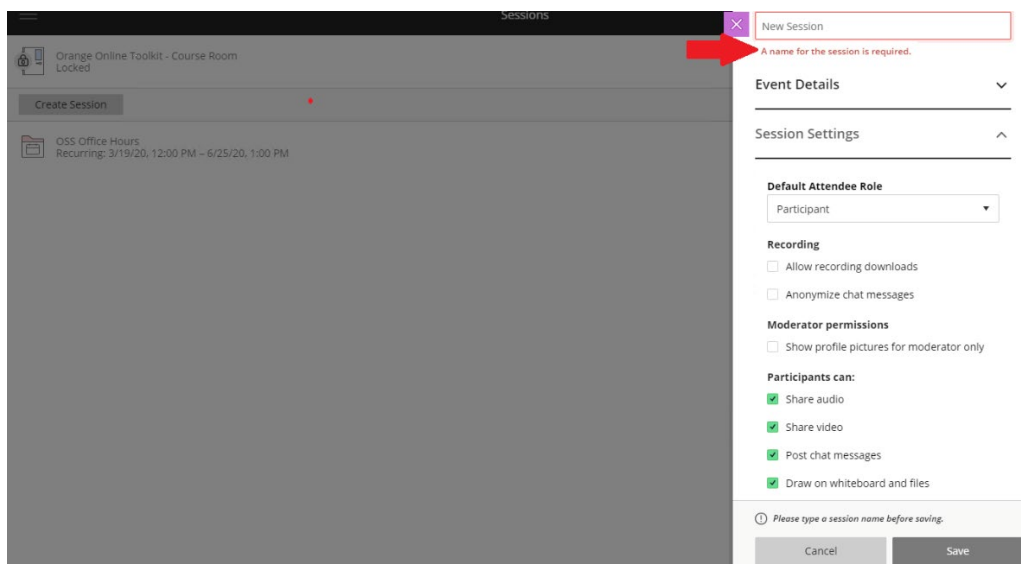 Sessions
Orange Online Toolkit - Course Room
Locked
Create Session
OSS Office Hours
Recurring: 3/19/20, 12:00 PM – 6/25/20, 1:00 PM
New Session
A name for the session is required.
Event Details
Session Settings
Default Attendee Role
Participant
Recording
Allow recording downloads
Anonymize chat messages
Moderator permissions
Show profile pictures for moderator only
Participants can:
Share audio
Share video
Post chat messages
Draw on whiteboard and files
Please type a session name before saving.
Cancel
Save